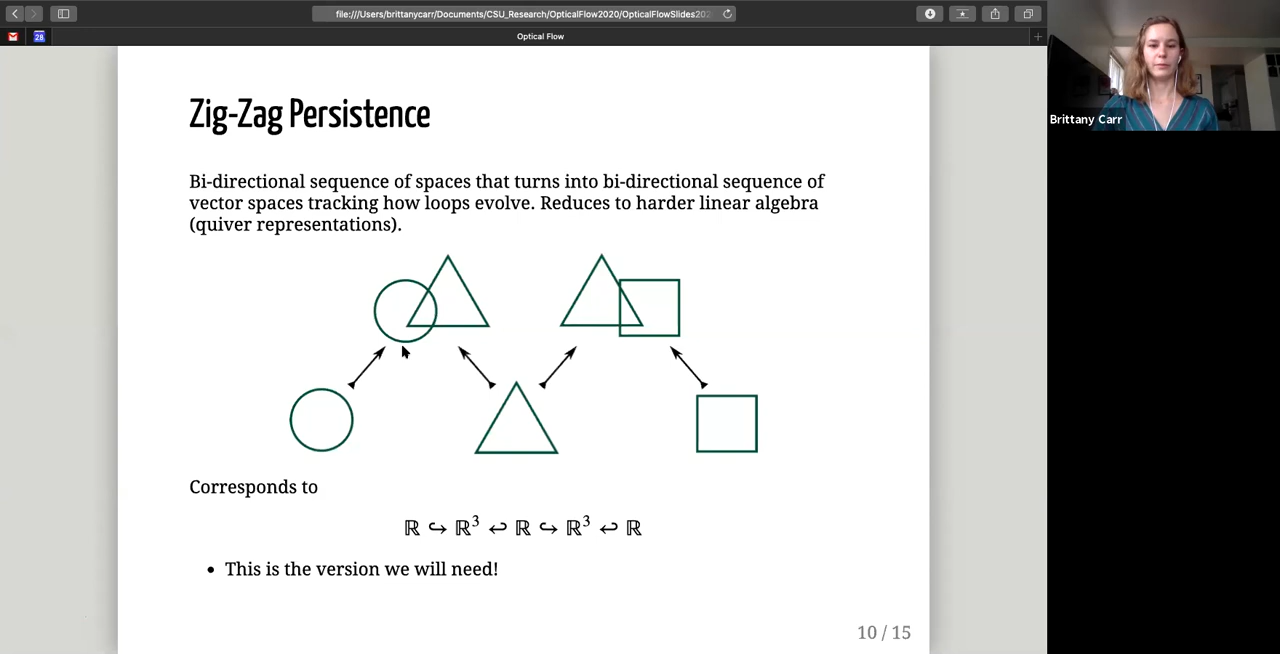 file:///Users/brittanycarr/Documents/CSU_Research/OpticalFlow2020/OpticalFlowSlides202
28
Optical Flow
Brittany Carr
Zig-Zag Persistence
Bi-directional sequence of spaces that turns into bi-directional sequence of
vector spaces tracking how loops evolve. Reduces to harder linear algebra
(quiver representations).
Corresponds to
ℝ ↪ ℝ³ ↩ ℝ ↪ ℝ³ ↩ ℝ
• This is the version we will need!
10 / 15